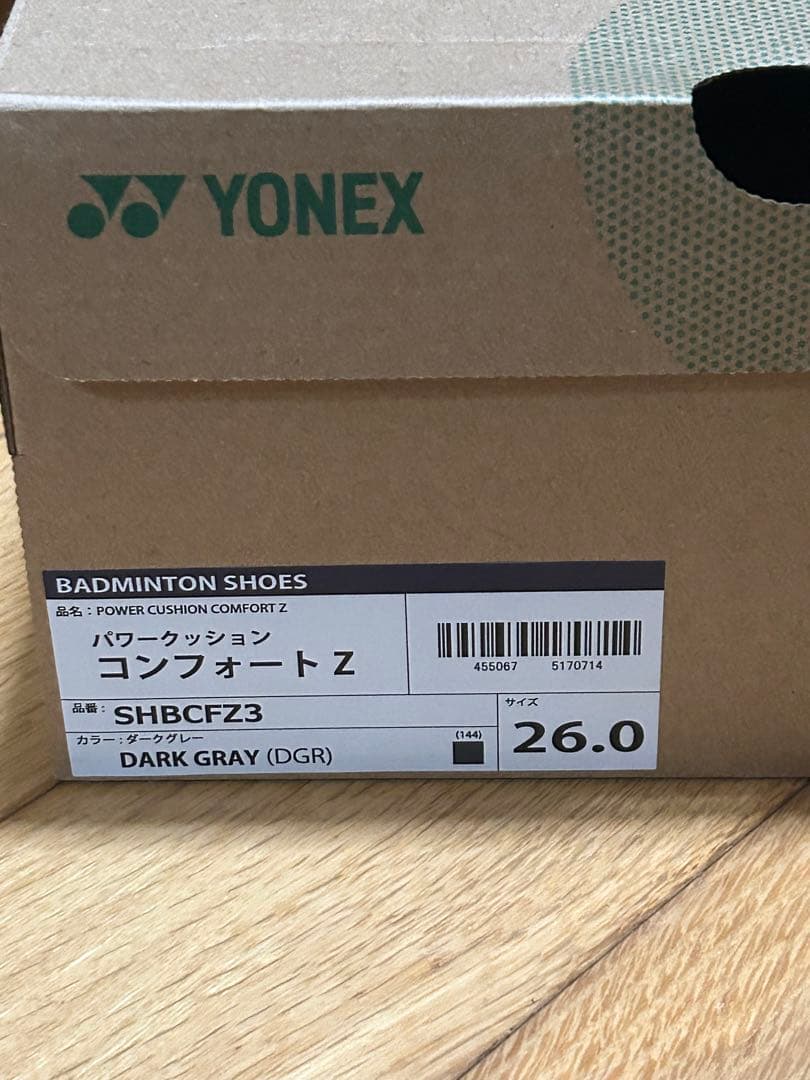 YONEX
BADMINTON SHOES
品名：POWER CUSHION COMFORT Z
パワークッション
コンフォート Z
455067 5170714
品番：SHBCFZ3
サイズ
26.0
カラー：ダークグレー
DARK GRAY (DGR)
(144)